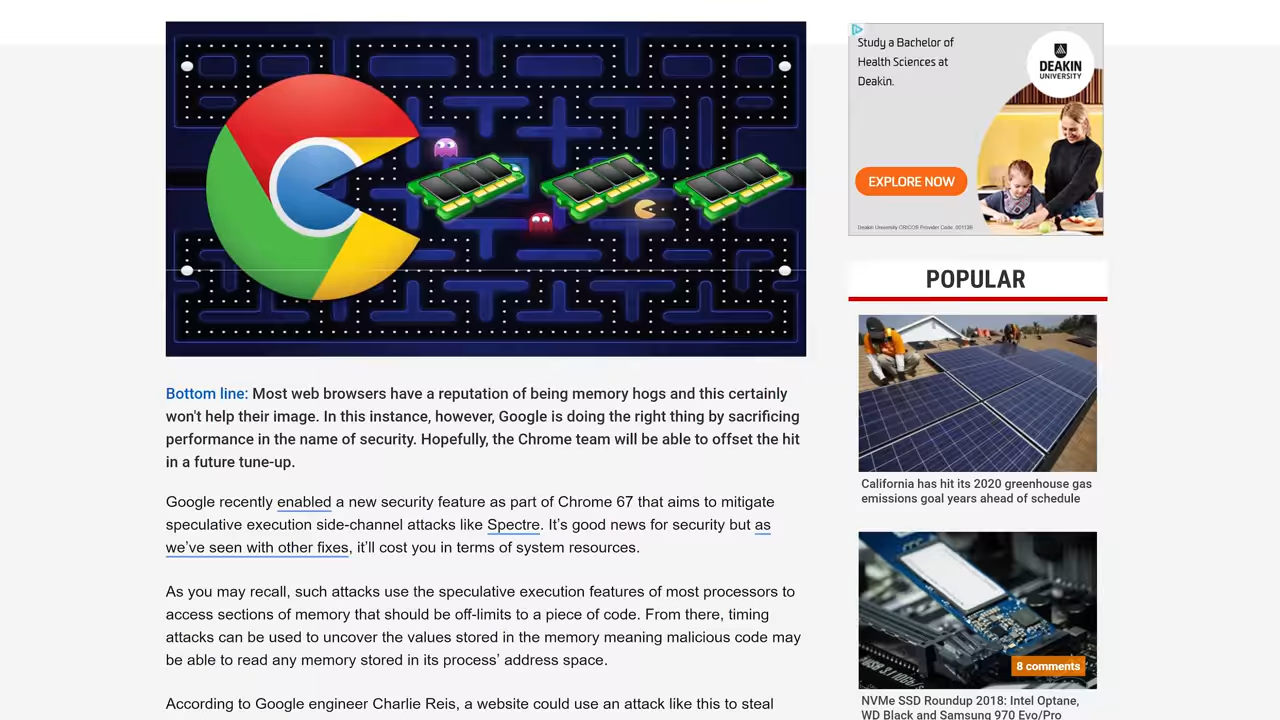 Bottom line: Most web browsers have a reputation of being memory hogs and this certainly
won't help their image. In this instance, however, Google is doing the right thing by sacrificing
performance in the name of security. Hopefully, the Chrome team will be able to offset the hit
in a future tune-up.
Google recently enabled a new security feature as part of Chrome 67 that aims to mitigate
speculative execution side-channel attacks like Spectre. It’s good news for security but as
we’ve seen with other fixes, it’ll cost you in terms of system resources.
As you may recall, such attacks use the speculative execution features of most processors to
access sections of memory that should be off-limits to a piece of code. From there, timing
attacks can be used to uncover the values stored in the memory meaning malicious code may
be able to read any memory stored in its process’ address space.
According to Google engineer Charlie Reis, a website could use an attack like this to steal
Study a Bachelor of
Health Sciences at
Deakin.
DEAKIN
UNIVERSITY
EXPLORE NOW
Deakin University CRICOS Provider Code: 00113B
POPULAR
California has hit its 2020 greenhouse gas
emissions goal years ahead of schedule
8 comments
NVMe SSD Roundup 2018: Intel Optane,
WD Black and Samsung 970 Evo/Pro